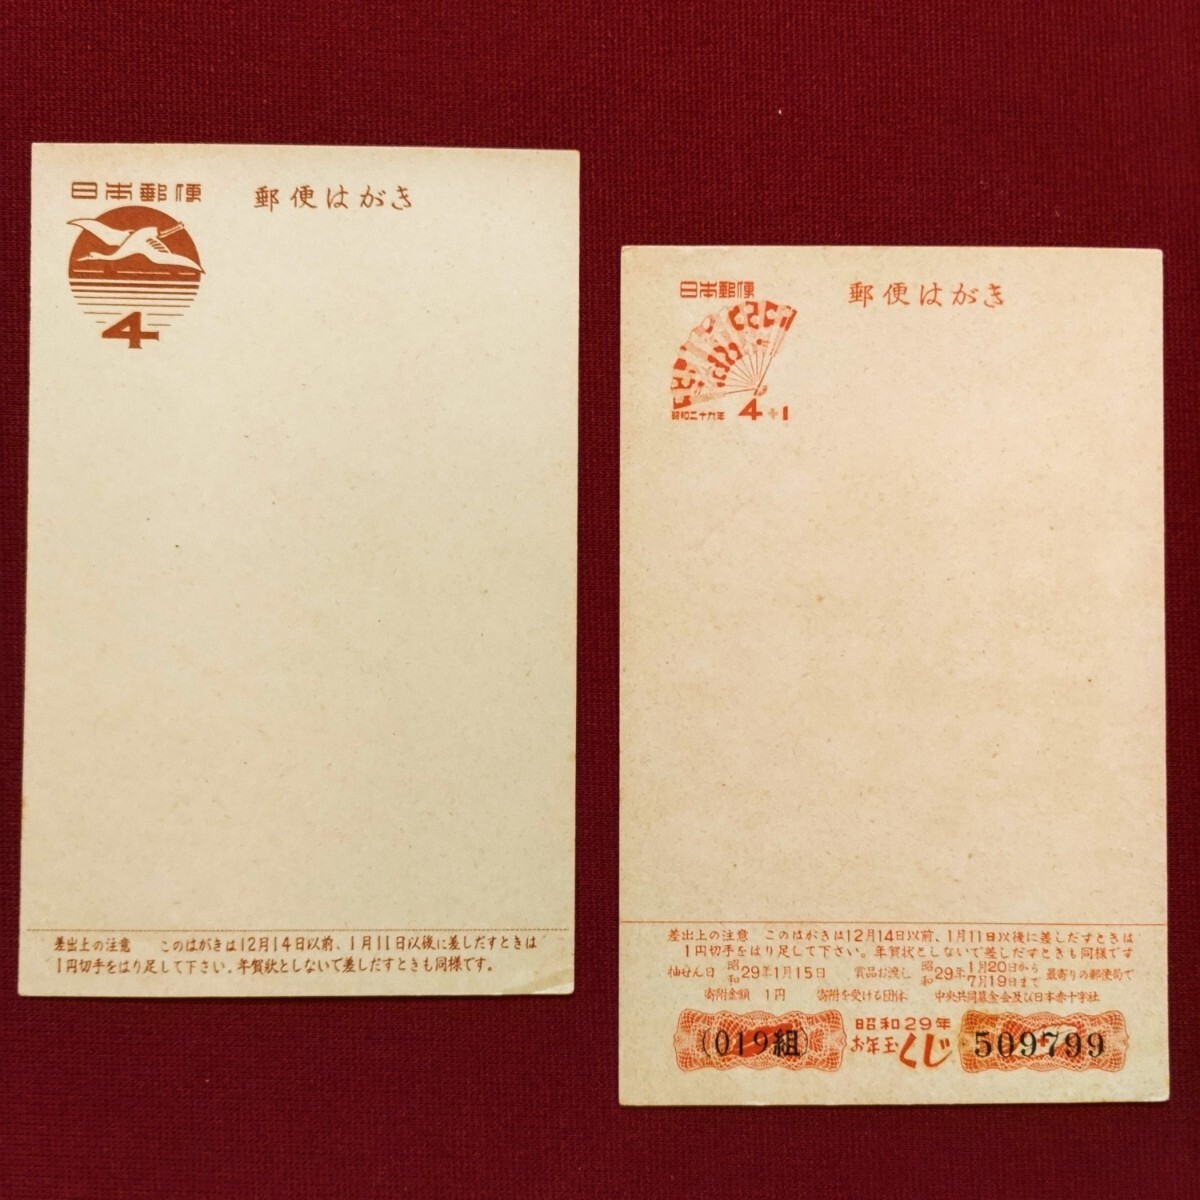 日本郵便
郵便はがき
4
差出上の注意 このはがきは12月14日以前、1月11日以後に差しだすときは
1円切手をはり足して下さい。年賀状としないで差しだすときも同様です。
日本郵便
郵便はがき
昭和二十九年 4+1
差出上の注意 このはがきは12月14日以前、1月11日以後に差しだすときは
1円切手をはり足して下さい。年賀状としないで差しだすときも同様です
抽せん日 昭和29年1月15日 賞品お渡し 昭和29年 1月20日から 7月19日まで 最寄りの郵便局で
寄附金額 1円 寄附を受ける団体 中央共同募金会及び日本赤十字社
(019組) 昭和29年 お年玉くじ 509799